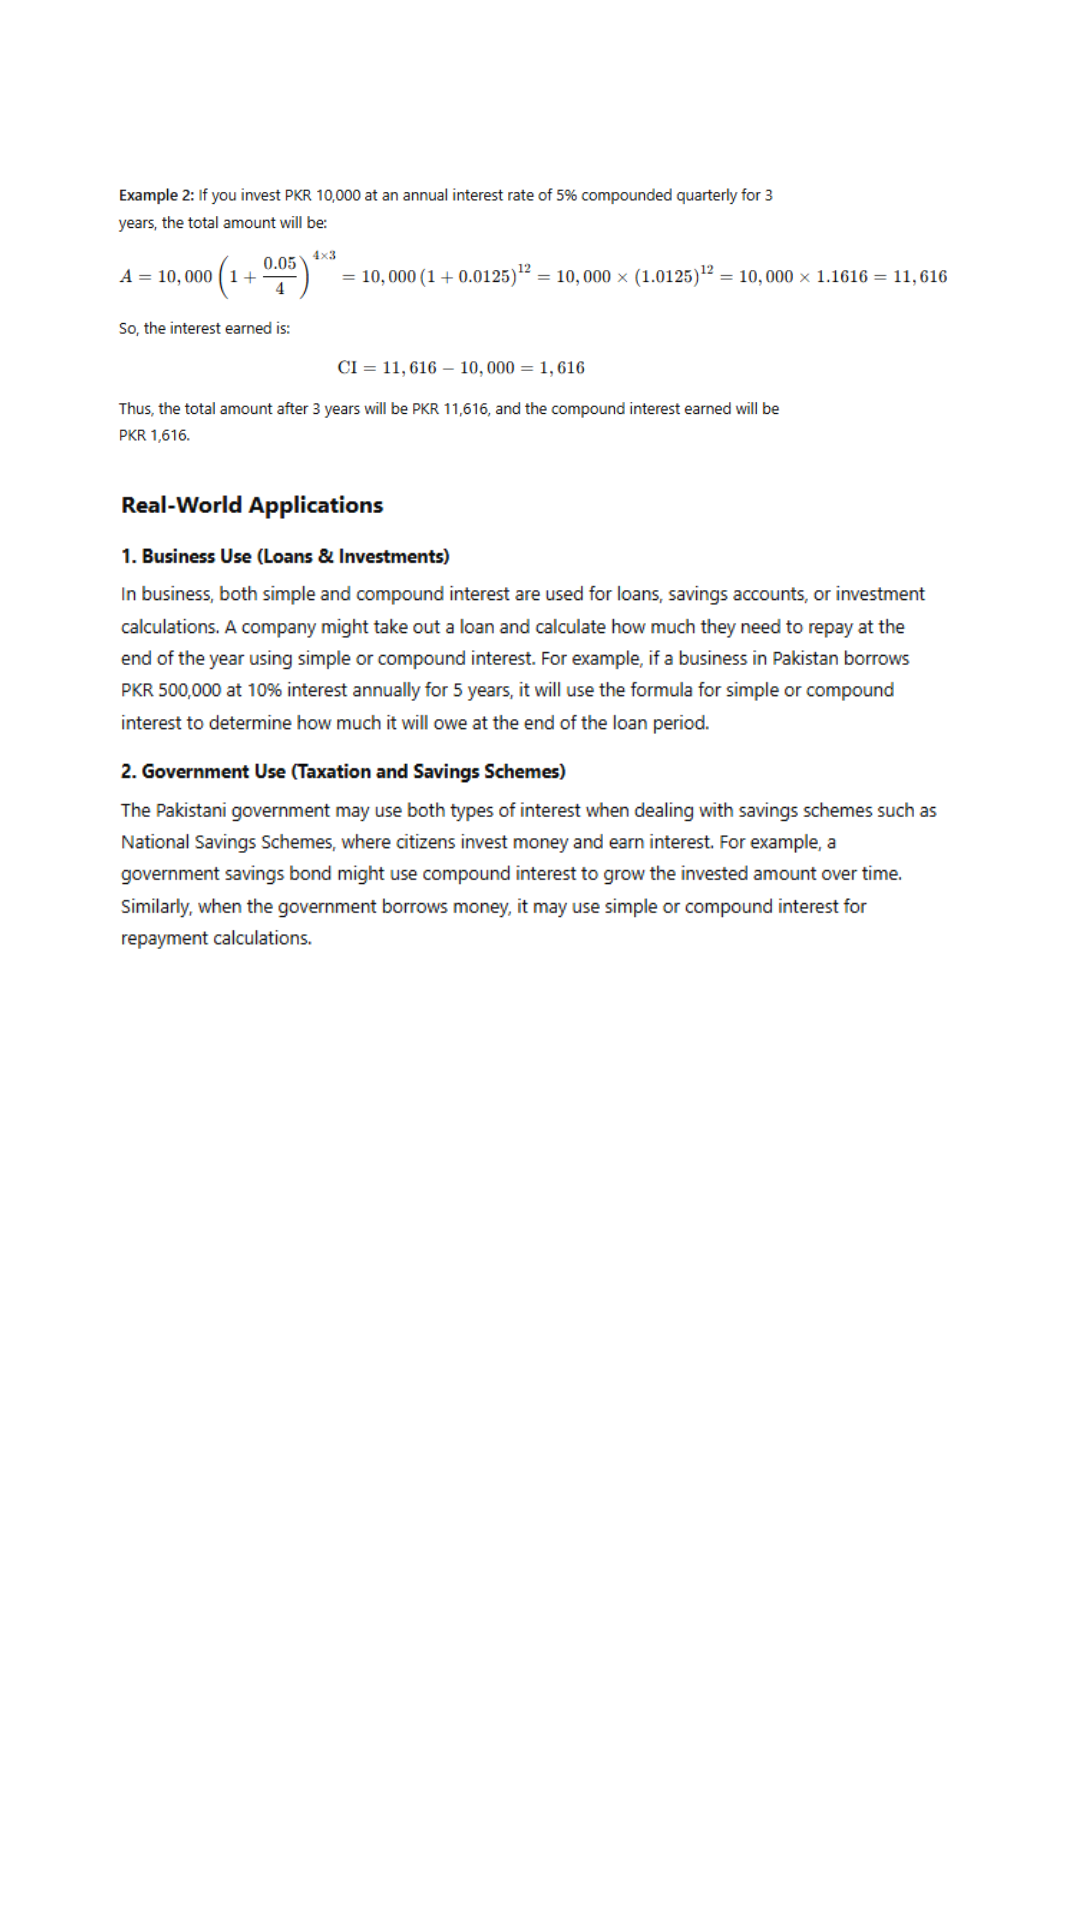 Example 2: If you invest PKR 10,000 at an annual interest rate of 5% compounded quarterly for 3
years, the total amount will be:
A = 10,000 (1 + 0.05/4)^{4×3} = 10,000 (1 + 0.0125)^{12} = 10,000 × (1.0125)^{12} = 10,000 × 1.1616 = 11,616
So, the interest earned is:
CI = 11,616 − 10,000 = 1,616
Thus, the total amount after 3 years will be PKR 11,616, and the compound interest earned will be
PKR 1,616.
Real-World Applications
1. Business Use (Loans & Investments)
In business, both simple and compound interest are used for loans, savings accounts, or investment
calculations. A company might take out a loan and calculate how much they need to repay at the
end of the year using simple or compound interest. For example, if a business in Pakistan borrows
PKR 500,000 at 10% interest annually for 5 years, it will use the formula for simple or compound
interest to determine how much it will owe at the end of the loan period.
2. Government Use (Taxation and Savings Schemes)
The Pakistani government may use both types of interest when dealing with savings schemes such as
National Savings Schemes, where citizens invest money and earn interest. For example, a
government savings bond might use compound interest to grow the invested amount over time.
Similarly, when the government borrows money, it may use simple or compound interest for
repayment calculations.